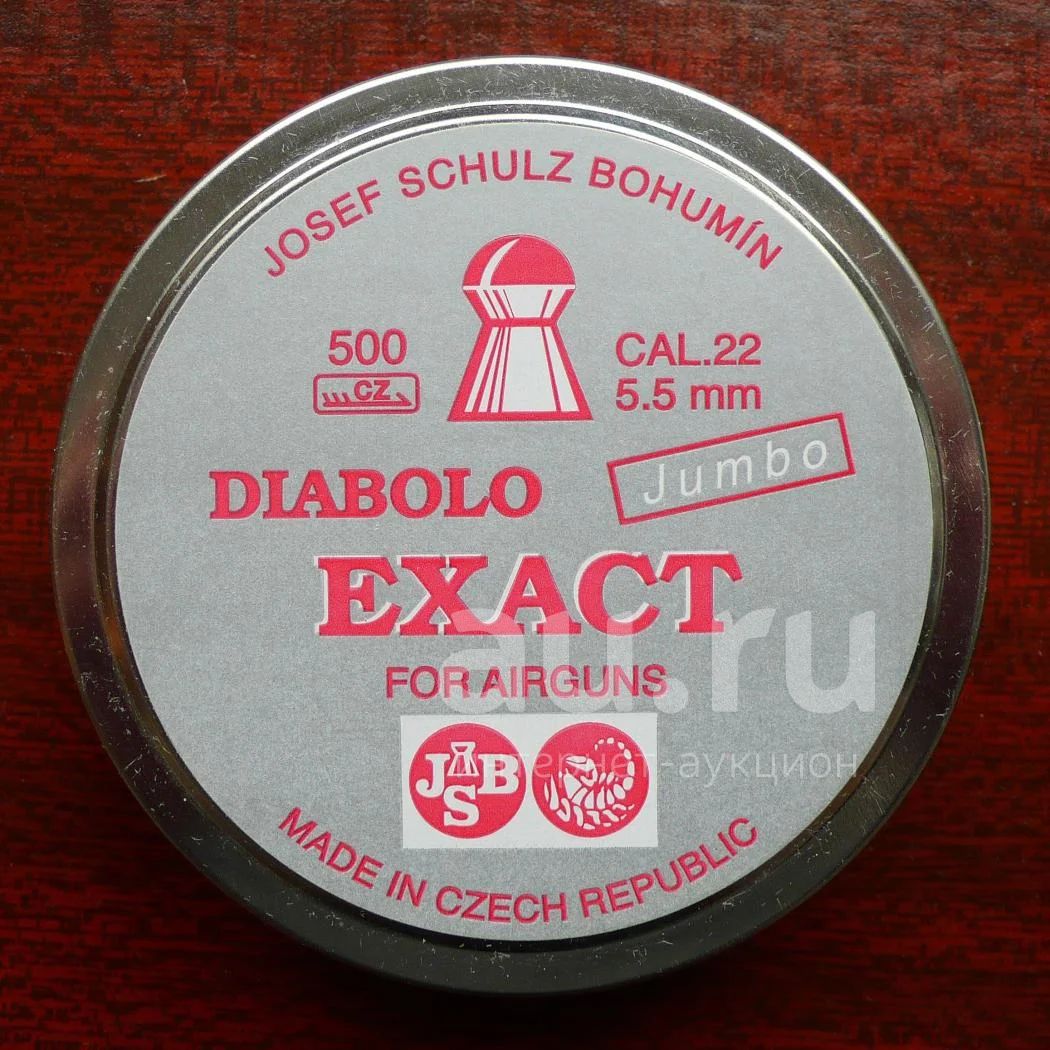 JOSEF SCHULZ BOHUMÍN
500
CZ
CAL.22
5.5 mm
Jumbo
DIABOLO
EXACT
au.ru
FOR AIRGUNS
интернет-аукцион
JSB
MADE IN CZECH REPUBLIC